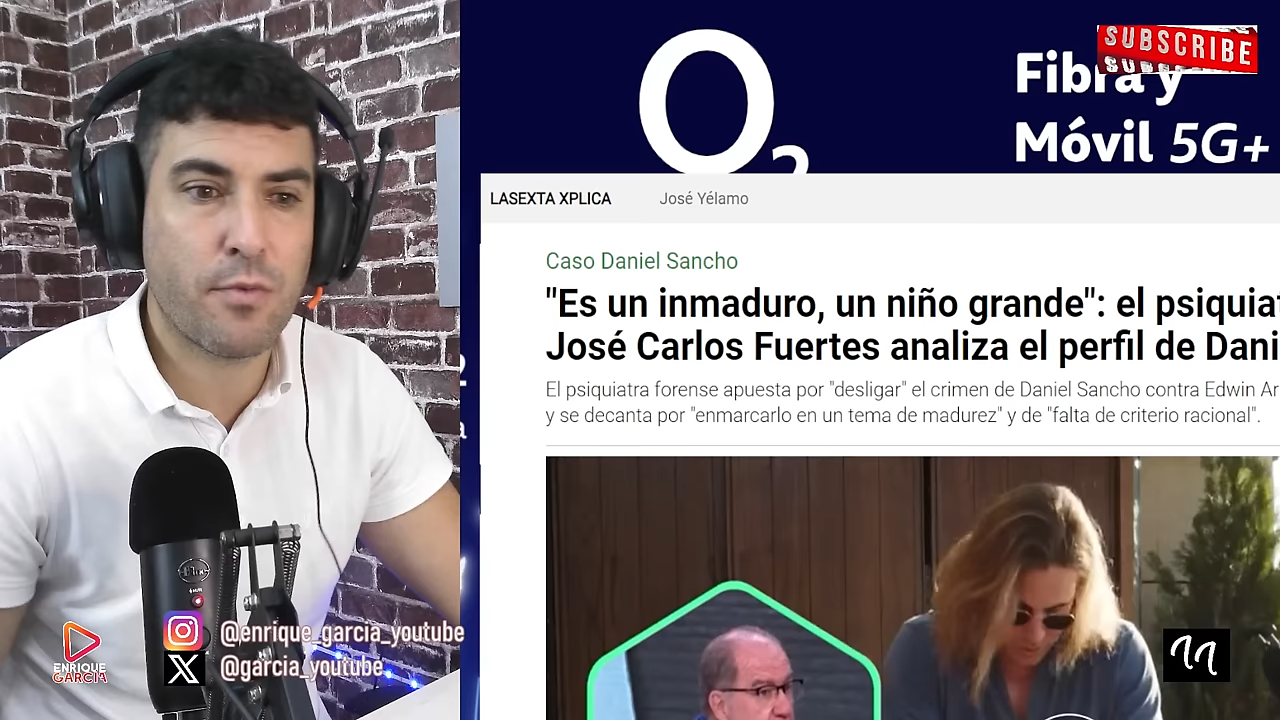 SUBSCRIBE
O2
Fibra y
Móvil 5G+
LASEXTA XPLICA
José Yélamo
Caso Daniel Sancho
"Es un inmaduro, un niño grande": el psiquiat
José Carlos Fuertes analiza el perfil de Dani
El psiquiatra forense apuesta por "desligar" el crimen de Daniel Sancho contra Edwin Ar
y se decanta por "enmarcarlo en un tema de madurez" y de "falta de criterio racional".
@enrique_garcia_youtube
@garcia_youtube
ENRIQUE
GARCIA